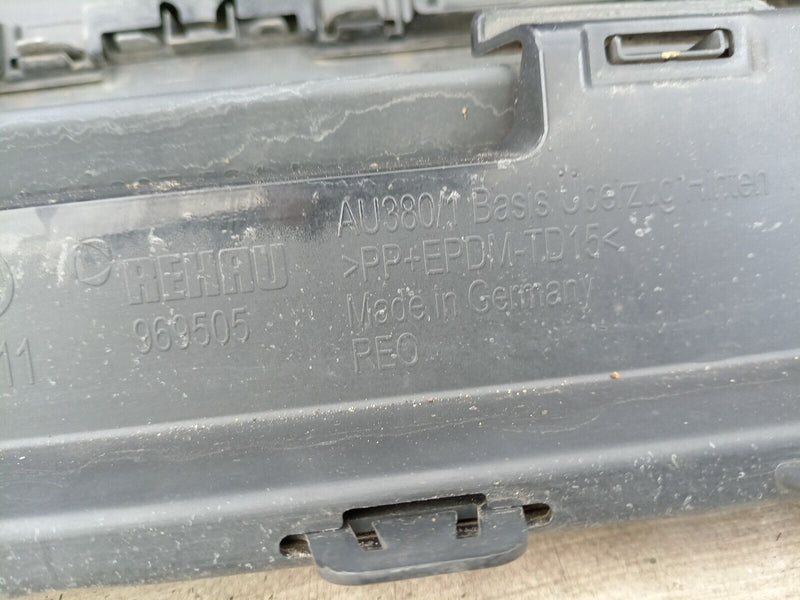 AU380/1 Basis Überzug Hinten
>PP+EPDM-TD15<
Made in Germany
REO
REHAU
969505
11